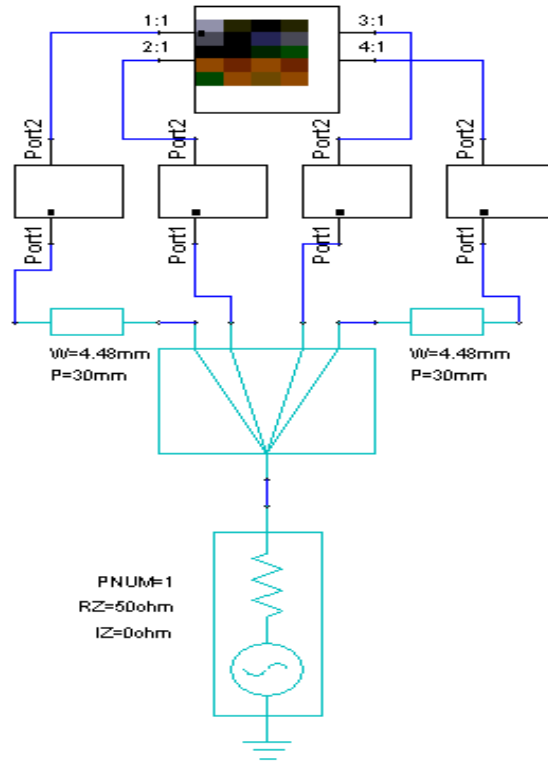 1:1
3:1
2:1
4:1
Port2
Port2
Port2
Port2
Port1
Port1
Port1
Port1
W=4.48mm
P=30mm
W=4.48mm
P=30mm
PNUM=1
RZ=50ohm
IZ=0ohm